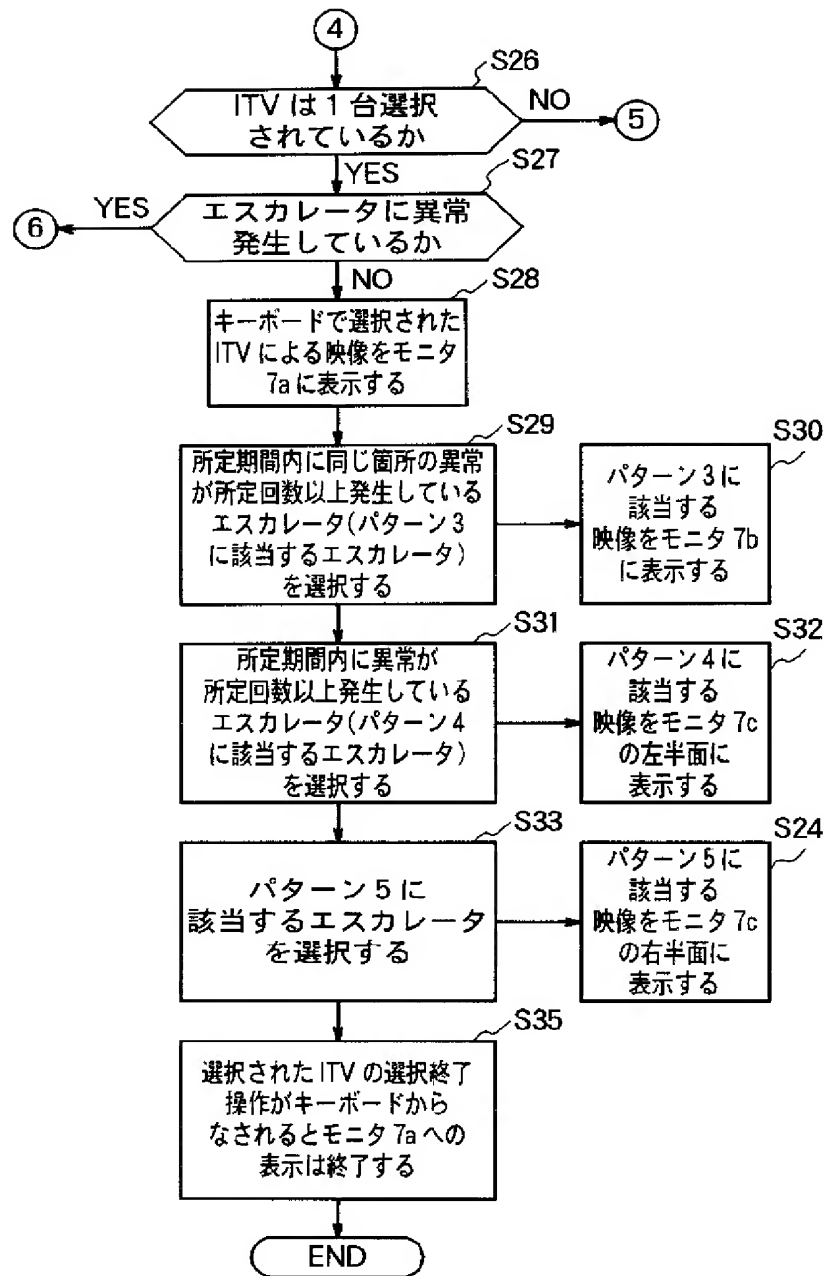 4
S26
ITVは1台選択
されているか
NO
5
YES
S27
YES
6
エスカレータに異常
発生しているか
NO
S28
キーボードで選択された
ITVによる映像をモニタ
7aに表示する
S29
所定期間内に同じ箇所の異常
が所定回数以上発生している
エスカレータ(パターン3
に該当するエスカレータ)
を選択する
S30
パターン3に
該当する
映像をモニタ7b
に表示する
S31
所定期間内に異常が
所定回数以上発生している
エスカレータ(パターン4
に該当するエスカレータ)
を選択する
S32
パターン4に
該当する
映像をモニタ7c
の左半面に
表示する
S33
パターン5に
該当するエスカレータ
を選択する
S24
パターン5に
該当する
映像をモニタ7c
の右半面に
表示する
S35
選択されたITVの選択終了
操作がキーボードから
なされるとモニタ7aへの
表示は終了する
END